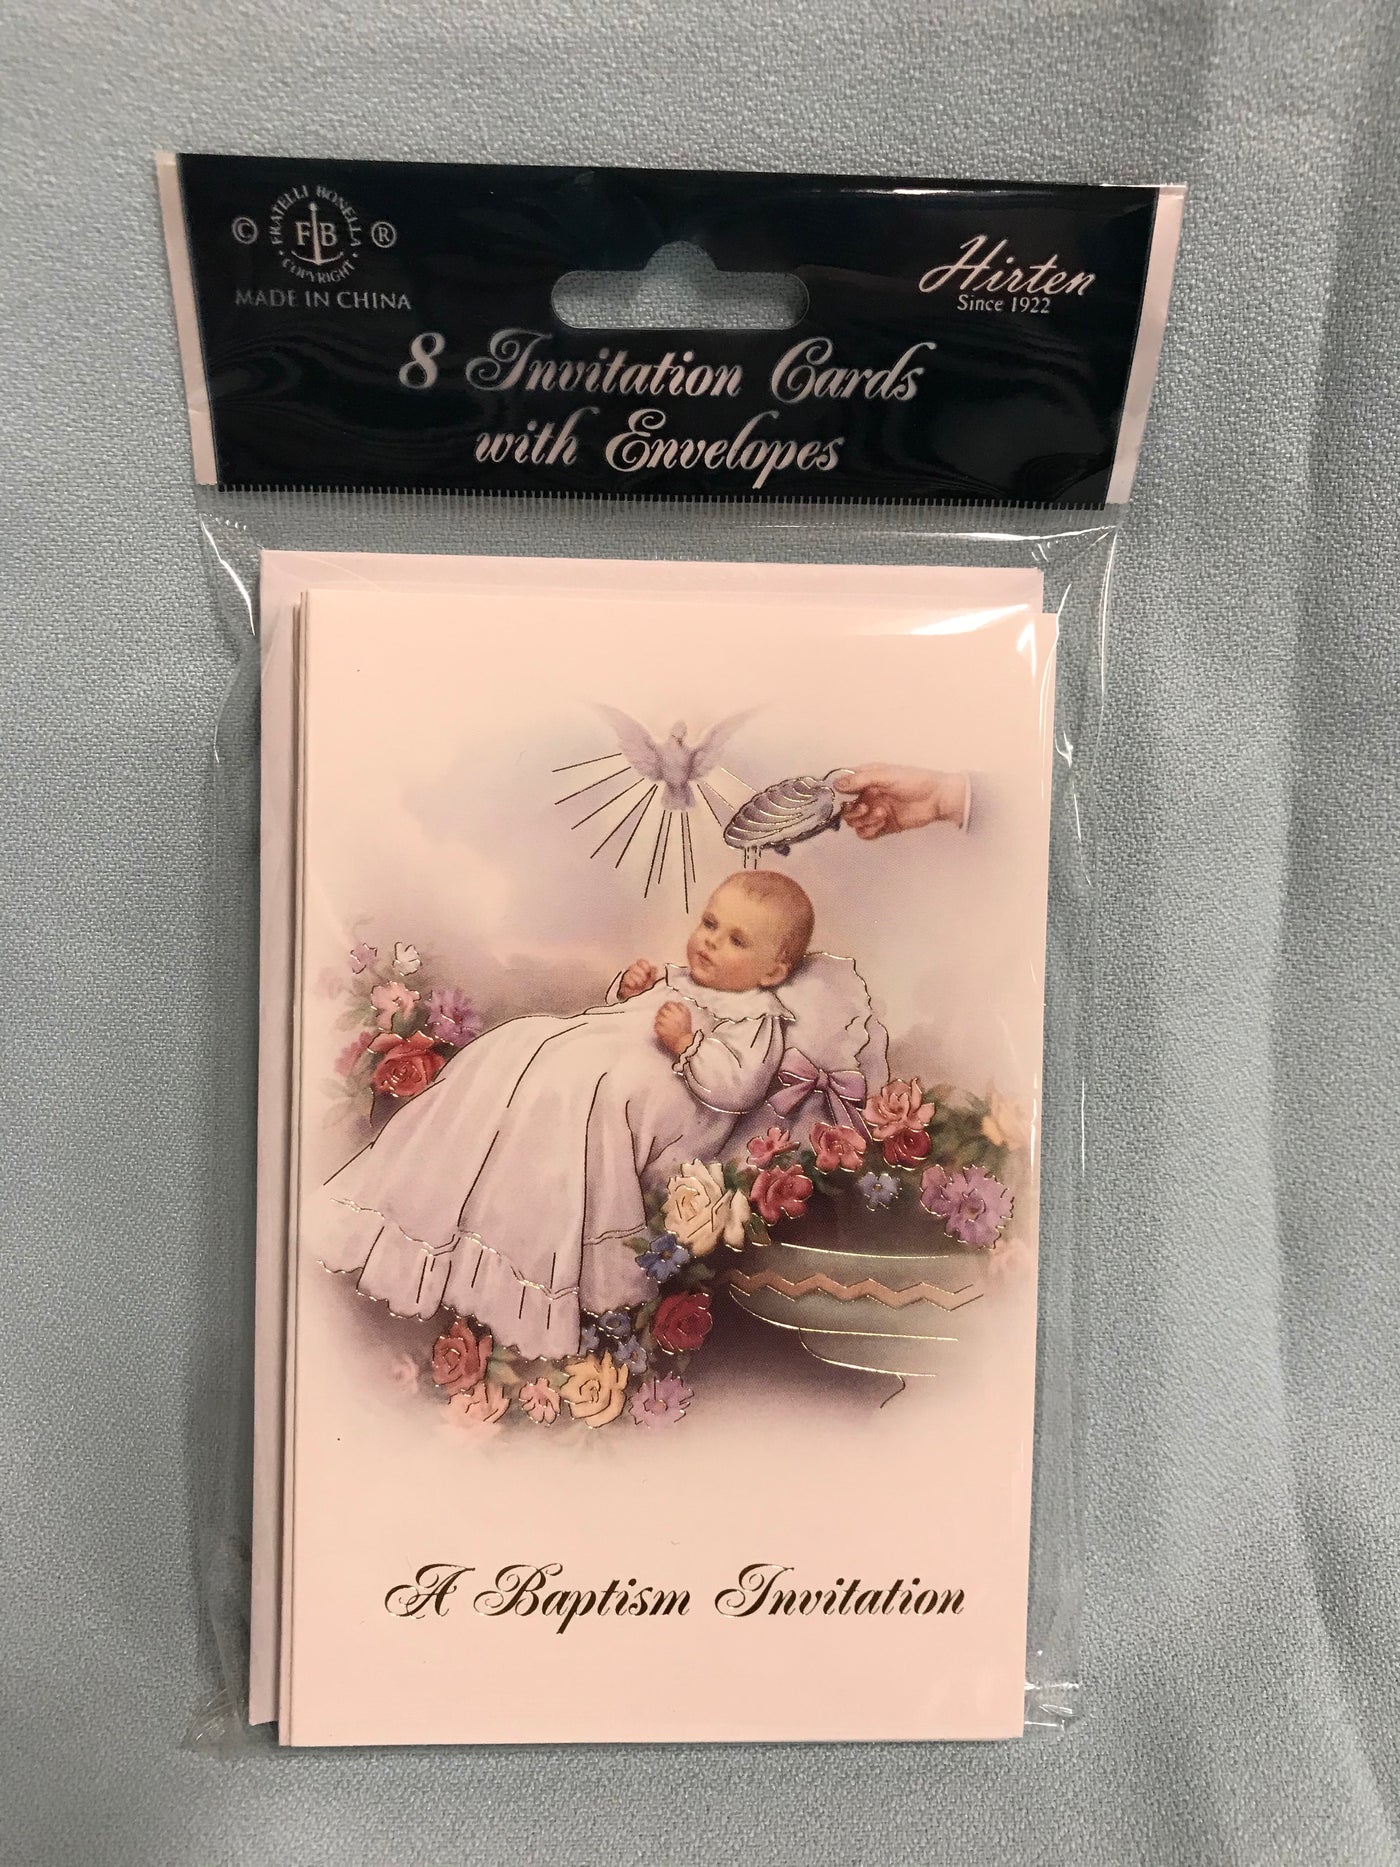 © FRATELLI BONELLA FB COPYRIGHT ®
MADE IN CHINA
Hirten
Since 1922
8 Invitation Cards
with Envelopes
A Baptism Invitation